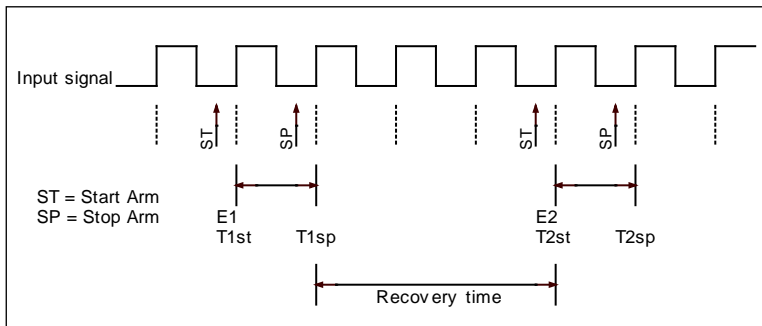 Input signal
ST
SP
ST
SP
ST = Start Arm
SP = Stop Arm
E1
E2
T1st
T1sp
T2st
T2sp
Recovery time